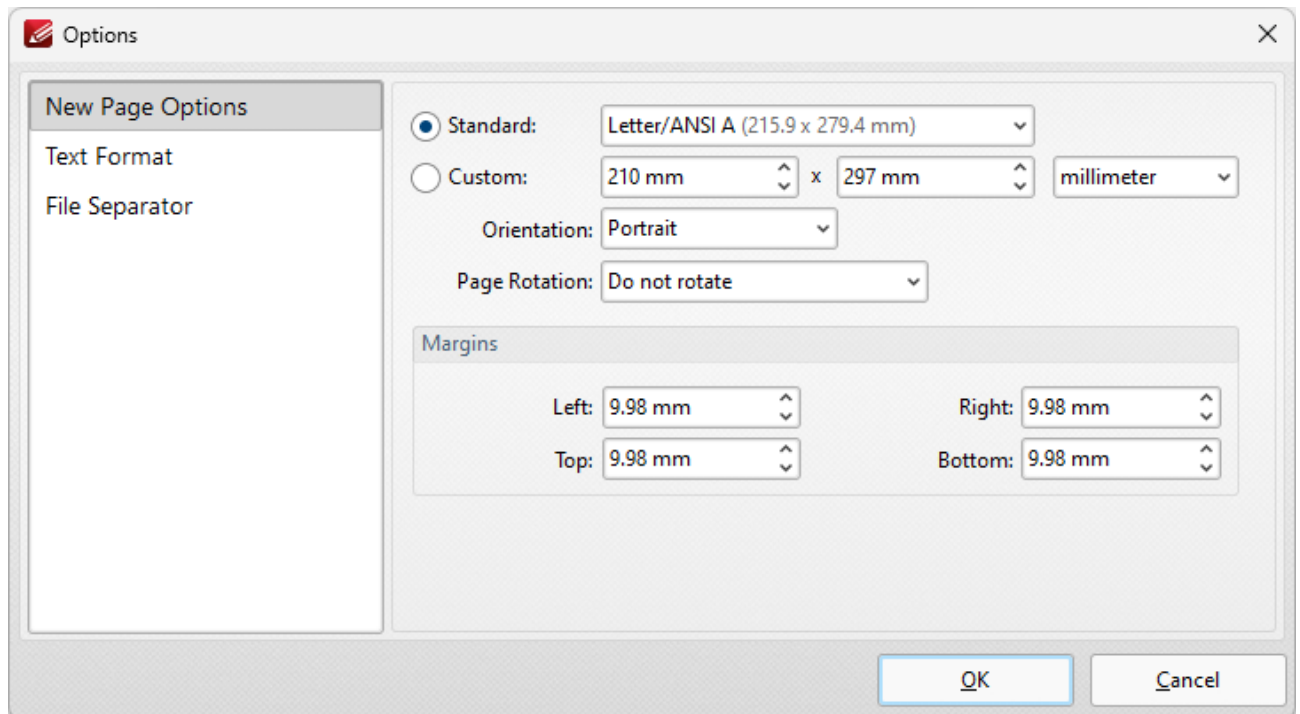 Options
New Page Options
Text Format
File Separator
Standard: Letter/ANSI A (215.9 x 279.4 mm)
Custom: 210 mm x 297 mm millimeter
Orientation: Portrait
Page Rotation: Do not rotate
Margins
Left: 9.98 mm Right: 9.98 mm
Top: 9.98 mm Bottom: 9.98 mm
OK Cancel